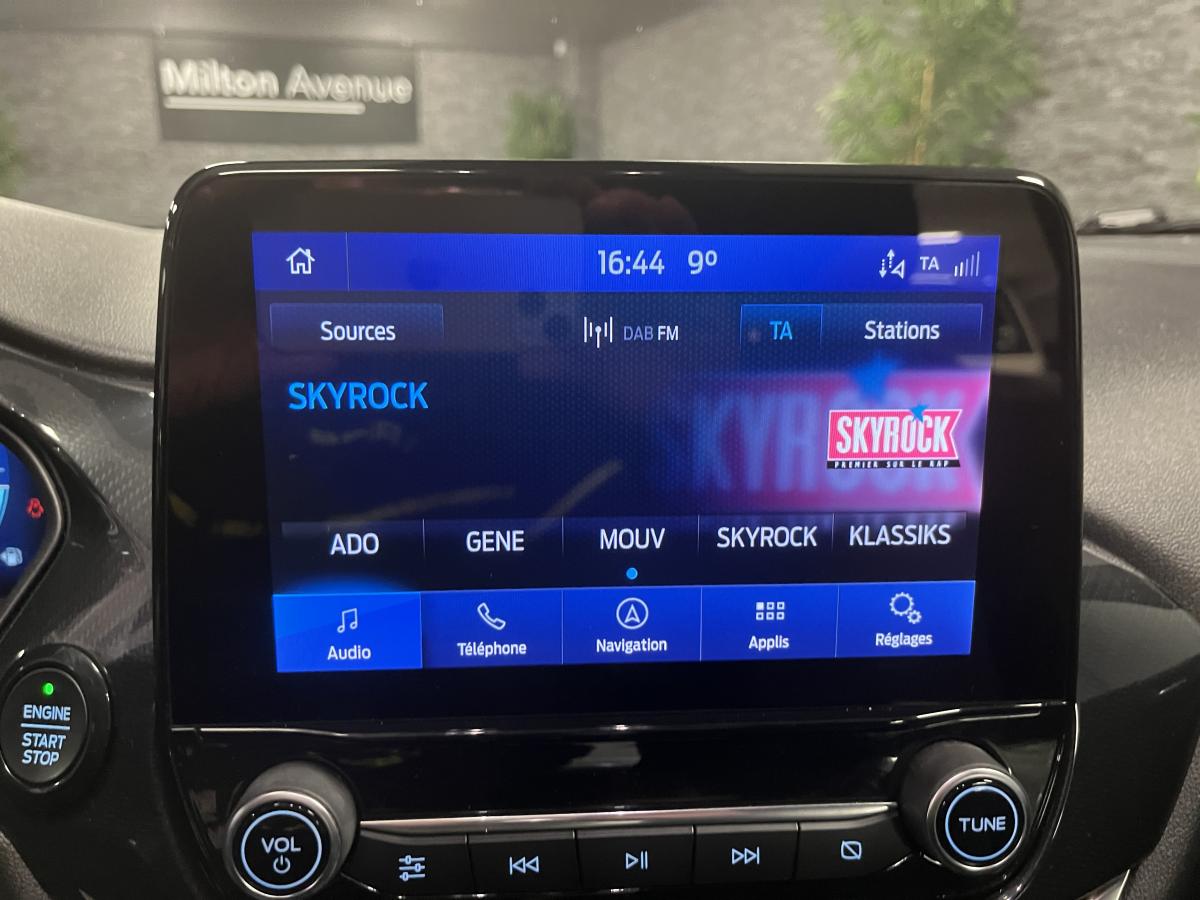 Milton Avenue
16:44 9º
TA
Sources
DAB FM
TA
Stations
SKYROCK
SKYROCK
SKYROCK
PREMIER SUR LE RAP
ADO
GENE
MOUV
SKYROCK
KLASSIKS
Audio
Téléphone
Navigation
Applis
Réglages
ENGINE
START
STOP
VOL
TUNE